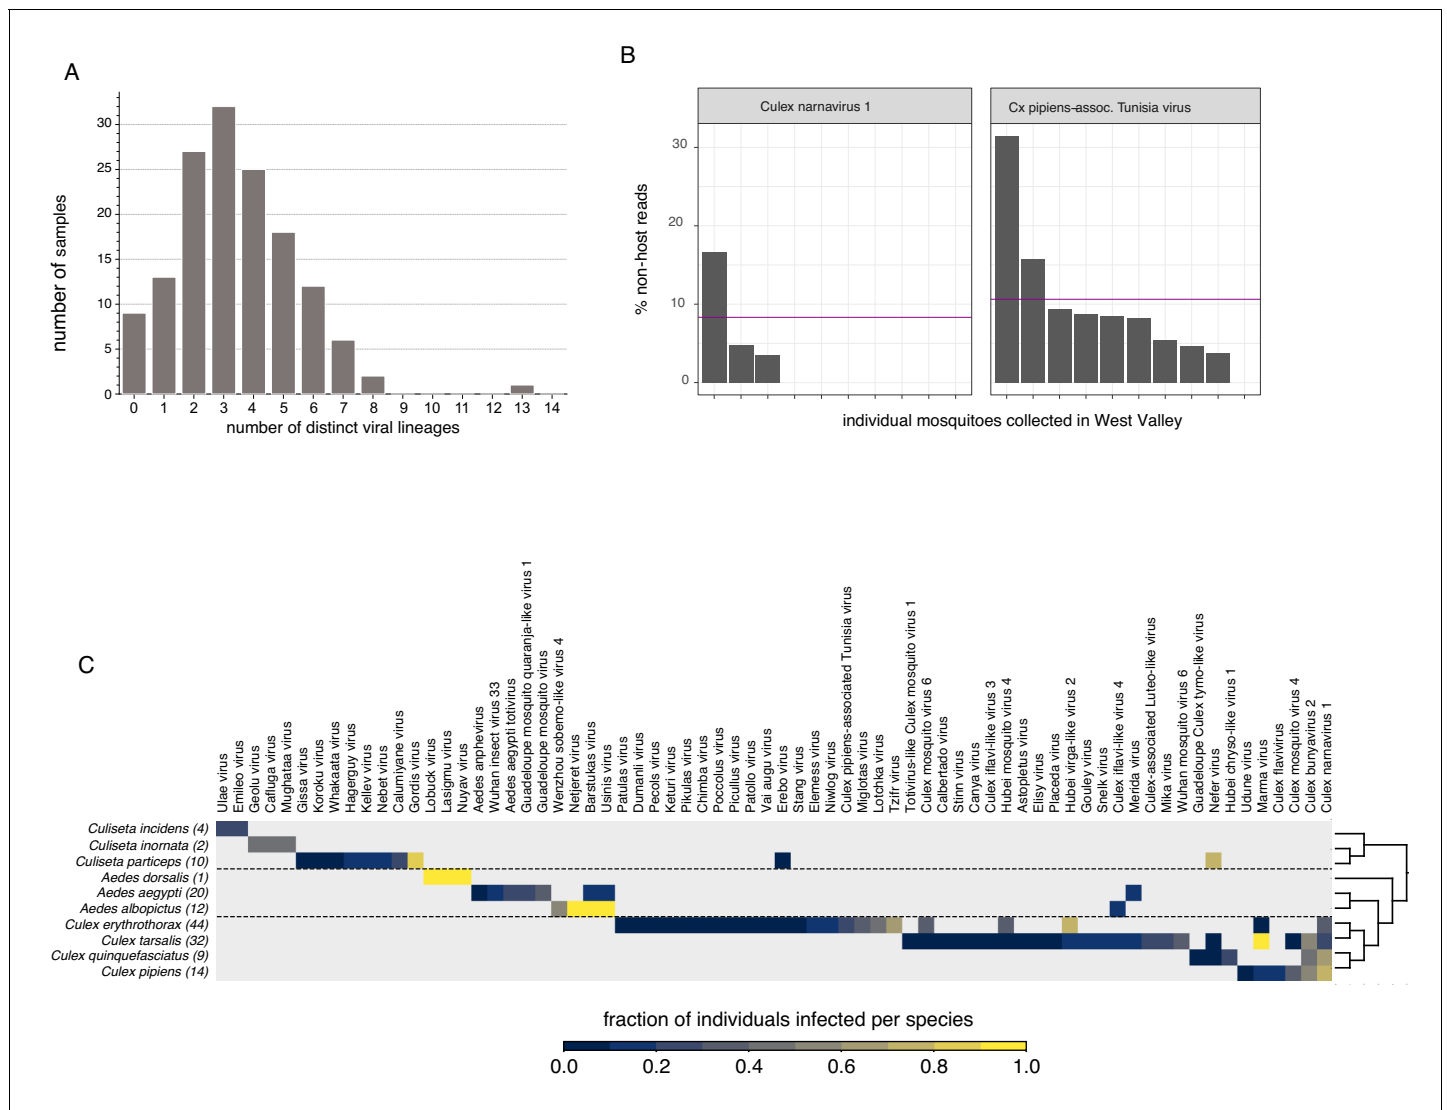 A
30
25
20
15
10
5
0
number of samples
0 1 2 3 4 5 6 7 8 9 10 11 12 13 14
number of distinct viral lineages
B
Culex narnavirus 1
Cx pipiens-assoc. Tunisia virus
30
20
10
0
% non-host reads
individual mosquitoes collected in West Valley
C
Ulae virus
Emileo virus
Geolu virus
Cafluga virus
Mughataa virus
Gissa virus
Koroku virus
Whakaata virus
Hagerguy virus
Kellev virus
Nebet virus
Calumiyane virus
Gordis virus
Lobuck virus
Lasigmu virus
Nuyav virus
Aedes anphevirus
Wuhan insect virus 33
Aedes aegypti totivirus
Guadeloupe mosquito quaranja-like virus 1
Guadeloupe mosquito virus
Wenzhou sobemo-like virus 4
Netjeret virus
Barstukas virus
Usinis virus
Patulas virus
Dumanli virus
Pecols virus
Keturi virus
Pikulas virus
Chimba virus
Poccolus virus
Picullus virus
Patollo virus
Vai augu virus
Erebo virus
Stang virus
Elemess virus
Niwlog virus
Culex pipiens-associated Tunisia virus
Miglotas virus
Lotchka virus
Tzifr virus
Totivirus-like Culex mosquito virus 1
Culex mosquito virus 6
Calbertado virus
Stinn virus
Canya virus
Culex iflavi-like virus 3
Hubei mosquito virus 4
Astopletus virus
Elisy virus
Placeda virus
Hubei virga-like virus 2
Gouley virus
Snelk virus
Culex iflavi-like virus 4
Merida virus
Culex-associated Luteo-like virus
Mika virus
Wuhan mosquito virus 6
Guadeloupe Culex tymo-like virus
Nefer virus
Hubei chryso-like virus 1
Udune virus
Marma virus
Culex flavivirus
Culex mosquito virus 4
Culex bunyavirus 2
Culex narnavirus 1
Culiseta incidens (4)
Culiseta inornata (2)
Culiseta particeps (10)
Aedes dorsalis (1)
Aedes aegypti (20)
Aedes albopictus (12)
Culex erythrothorax (44)
Culex tarsalis (32)
Culex quinquefasciatus (9)
Culex pipiens (14)
fraction of individuals infected per species
0.0 0.2 0.4 0.6 0.8 1.0